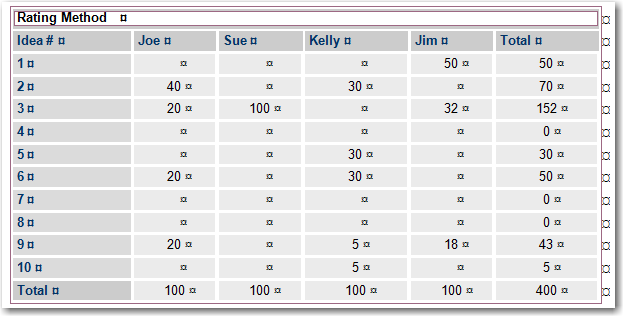 Rating Method ¤ ¤
Idea # ¤ Joe ¤ Sue ¤ Kelly ¤ Jim ¤ Total ¤ ¤
1 ¤ ¤ ¤ ¤ 50 ¤ 50 ¤ ¤
2 ¤ 40 ¤ ¤ 30 ¤ ¤ 70 ¤ ¤
3 ¤ 20 ¤ 100 ¤ ¤ 32 ¤ 152 ¤ ¤
4 ¤ ¤ ¤ ¤ ¤ 0 ¤ ¤
5 ¤ ¤ ¤ 30 ¤ ¤ 30 ¤ ¤
6 ¤ 20 ¤ ¤ 30 ¤ ¤ 50 ¤ ¤
7 ¤ ¤ ¤ ¤ ¤ 0 ¤ ¤
8 ¤ ¤ ¤ ¤ ¤ 0 ¤ ¤
9 ¤ 20 ¤ ¤ 5 ¤ 18 ¤ 43 ¤ ¤
10 ¤ ¤ ¤ 5 ¤ ¤ 5 ¤ ¤
Total ¤ 100 ¤ 100 ¤ 100 ¤ 100 ¤ 400 ¤ ¤